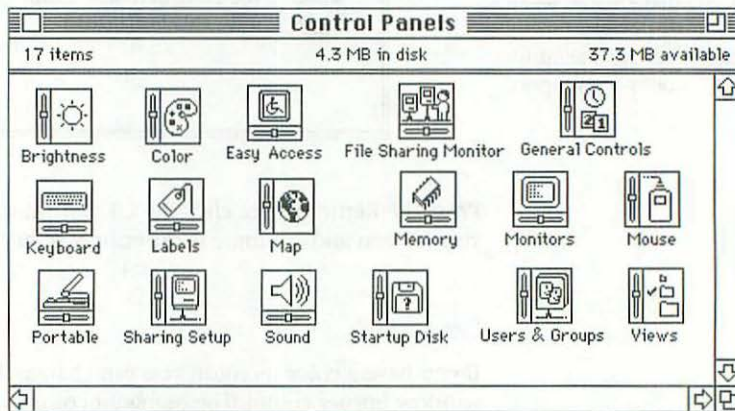 Control Panels
17 items 4.3 MB in disk 37.3 MB available
Brightness Color Easy Access File Sharing Monitor General Controls
Keyboard Labels Map Memory Monitors Mouse
Portable Sharing Setup Sound Startup Disk Users & Groups Views